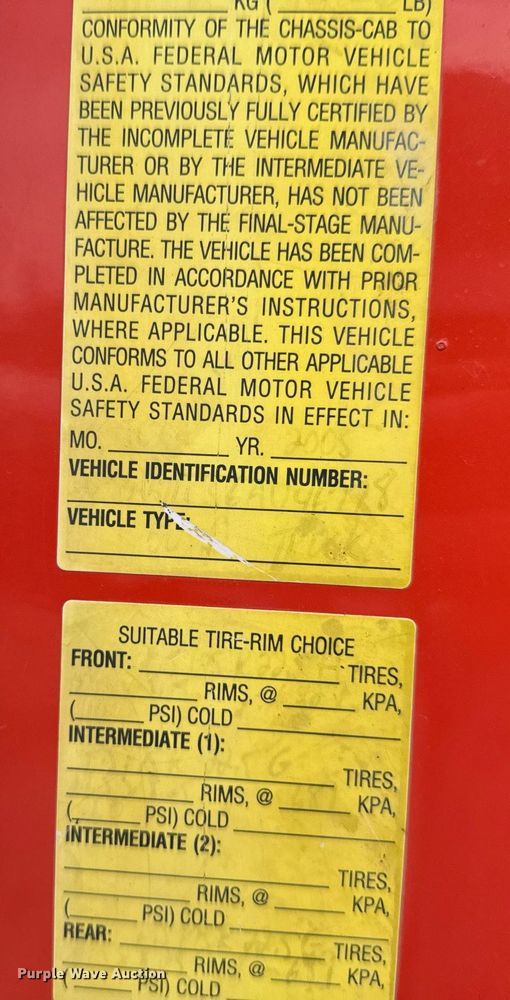 KG ( LB)
CONFORMITY OF THE CHASSIS-CAB TO
U.S.A. FEDERAL MOTOR VEHICLE
SAFETY STANDARDS, WHICH HAVE
BEEN PREVIOUSLY FULLY CERTIFIED BY
THE INCOMPLETE VEHICLE MANUFAC-
TURER OR BY THE INTERMEDIATE VE-
HICLE MANUFACTURER, HAS NOT BEEN
AFFECTED BY THE FINAL-STAGE MANU-
FACTURE. THE VEHICLE HAS BEEN COM-
PLETED IN ACCORDANCE WITH PRIOR
MANUFACTURER'S INSTRUCTIONS,
WHERE APPLICABLE. THIS VEHICLE
CONFORMS TO ALL OTHER APPLICABLE
U.S.A. FEDERAL MOTOR VEHICLE
SAFETY STANDARDS IN EFFECT IN:
MO. YR.
VEHICLE IDENTIFICATION NUMBER:
VEHICLE TYPE:
Truck
SUITABLE TIRE-RIM CHOICE
FRONT: TIRES,
RIMS, @ KPA,
( PSI) COLD
INTERMEDIATE (1):
TIRES,
RIMS, @ KPA,
( PSI) COLD
INTERMEDIATE (2):
TIRES,
RIMS, @ KPA,
( PSI) COLD
REAR: TIRES,
RIMS, @ KPA,
( PSI) COLD
Purple Wave Auction